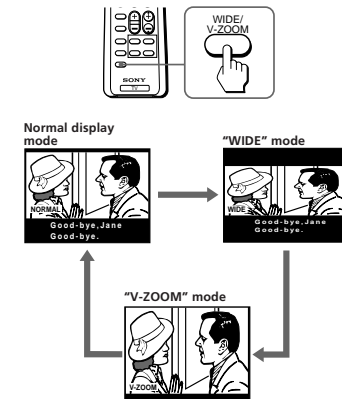 WIDE/
V-ZOOM
SONY
TV
Normal display
mode
"WIDE" mode
NORMAL
Good-bye,Jane
Good-bye.
WIDE
Good-bye,Jane
Good-bye.
"V-ZOOM" mode
V-ZOOM